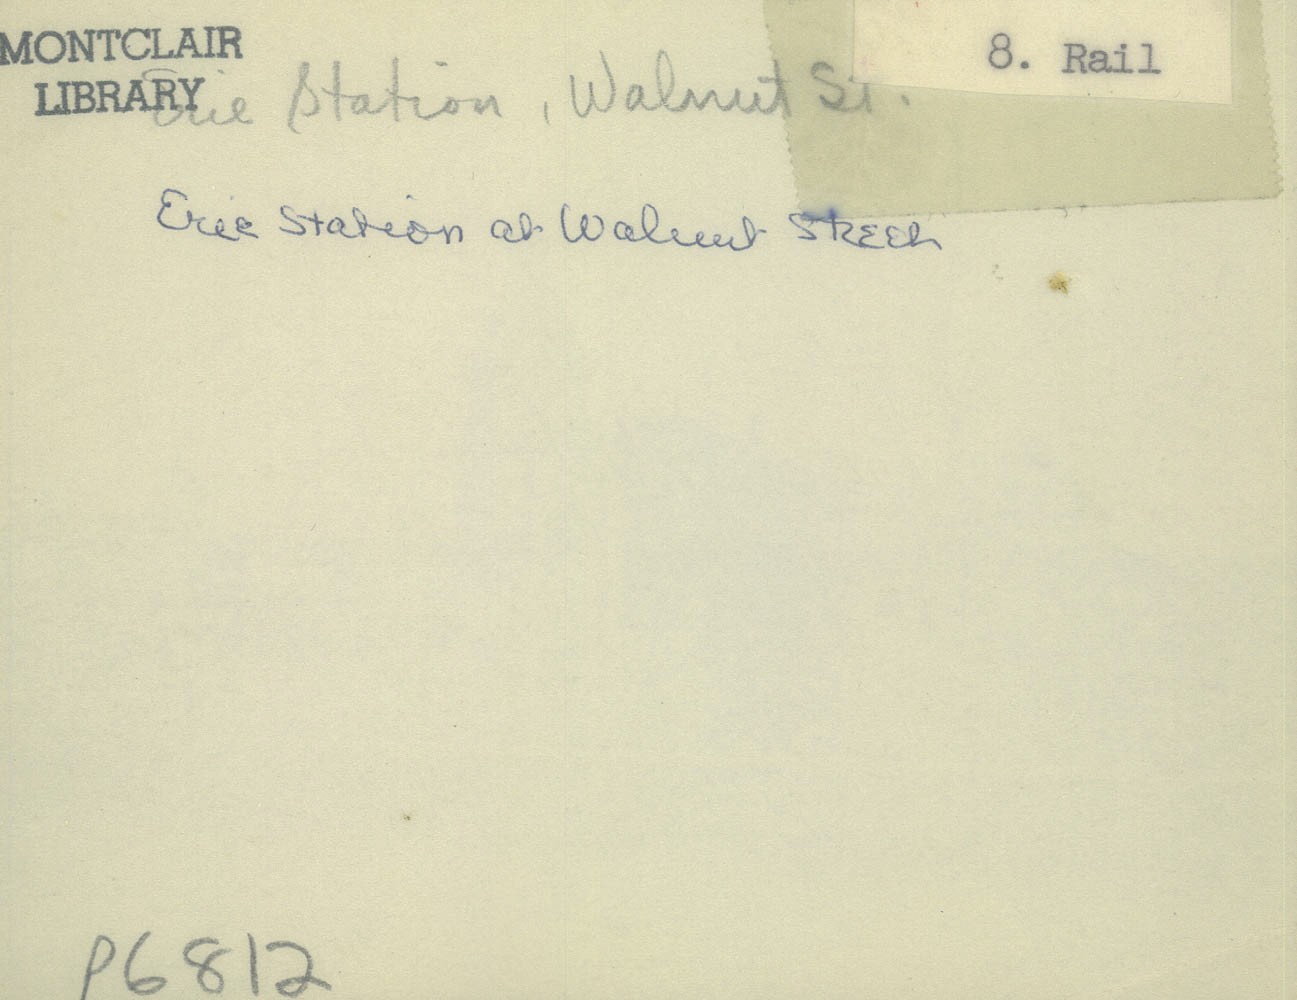 MONTCLAIR
LIBRARY
8. Rail
Erie Station, Walnut St.
Erie Station at Walnut Street
P6812